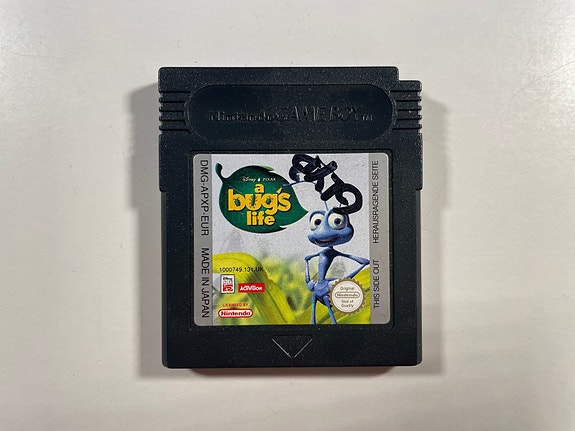 Nintendo GAME BOY TM
DMG-APXP-EUR MADE IN JAPAN
Disney PIXAR
a
bug's
life
1000749.131.UK
ACTIVISION
LICENSED BY
Nintendo
Original
Nintendo
Seal of
Quality
THIS SIDE OUT HERAUSRAGENDE SEITE